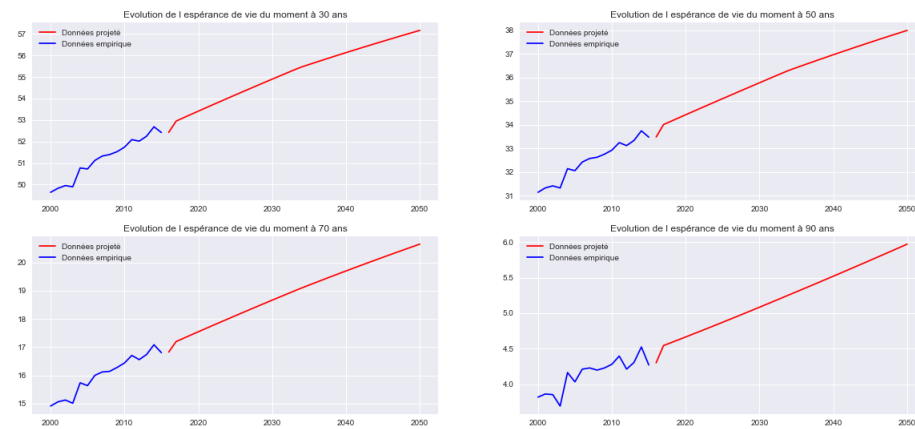 Evolution de l espérance de vie du moment à 30 ans
Données projeté
Données empirique
57
56
55
54
53
52
51
50
2000 2010 2020 2030 2040 2050
Evolution de l espérance de vie du moment à 50 ans
Données projeté
Données empirique
38
37
36
35
34
33
32
31
2000 2010 2020 2030 2040 2050
Evolution de l espérance de vie du moment à 70 ans
Données projeté
Données empirique
20
19
18
17
16
15
2000 2010 2020 2030 2040 2050
Evolution de l espérance de vie du moment à 90 ans
Données projeté
Données empirique
6.0
5.5
5.0
4.5
4.0
2000 2010 2020 2030 2040 2050